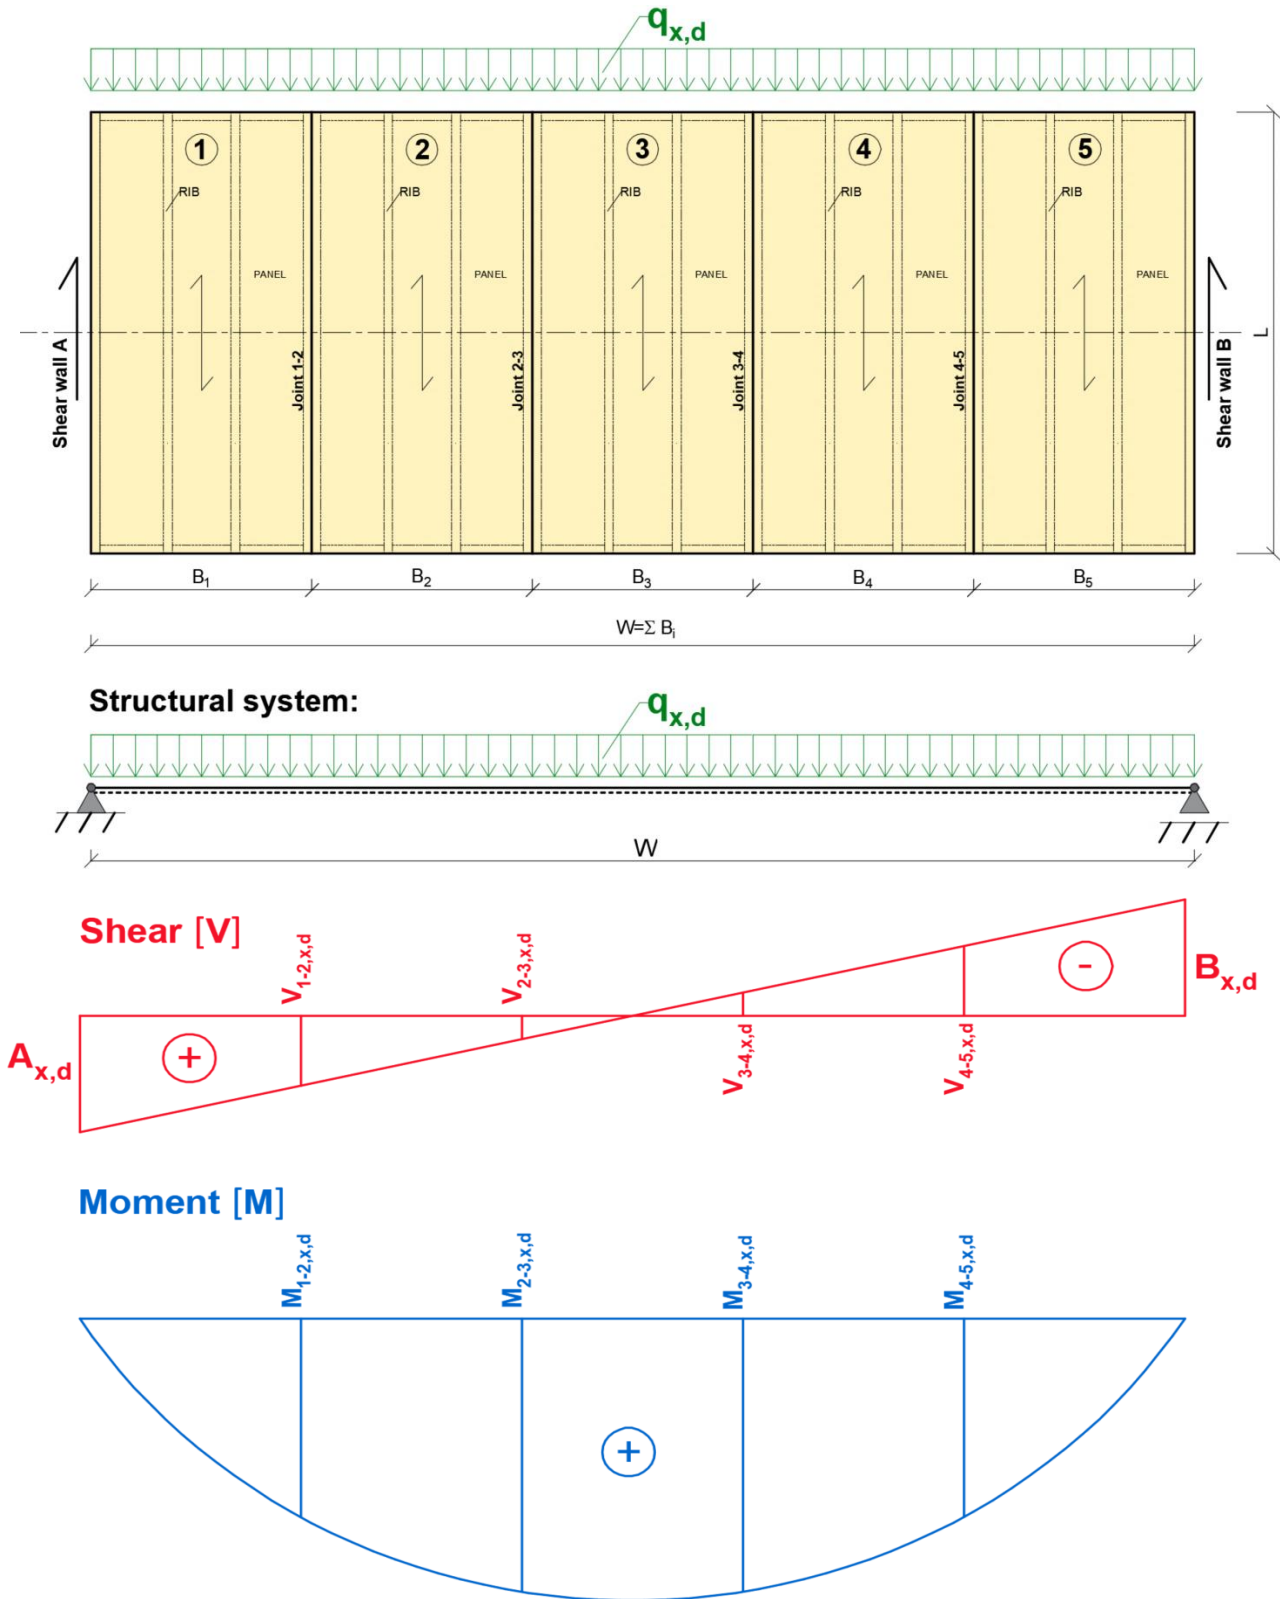 q x,d
1 2 3 4 5
RIB RIB RIB RIB RIB
PANEL PANEL PANEL PANEL PANEL
Shear wall A
Joint 1-2
Joint 2-3
Joint 3-4
Joint 4-5
Shear wall B
L
B1 B2 B3 B4 B5
W=Σ Bi
Structural system:
q x,d
W
Shear [V]
V1-2,x,d
V2-3,x,d
-
Bx,d
Ax,d
+
V3-4,x,d
V4-5,x,d
Moment [M]
M1-2,x,d
M2-3,x,d
M3-4,x,d
M4-5,x,d
+